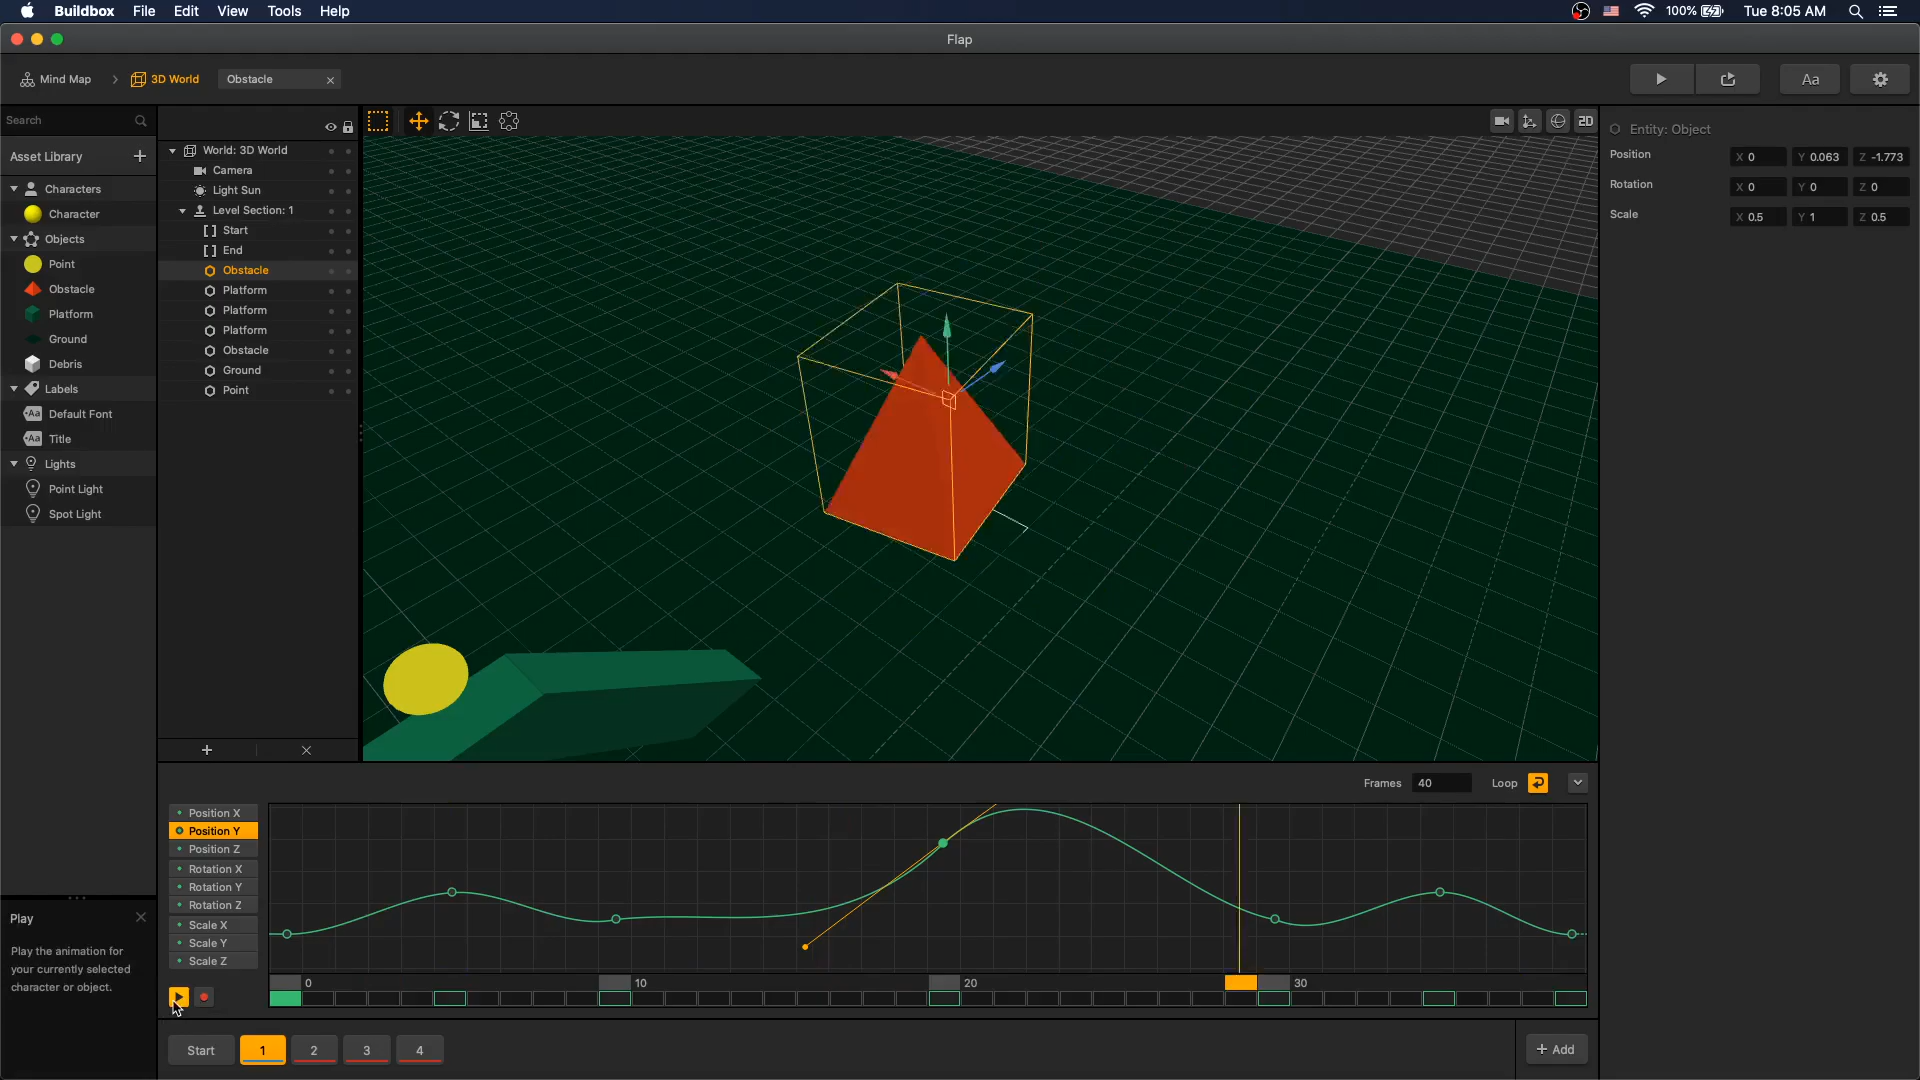 Buildbox File Edit View Tools Help 100% Tue 8:05 AM
Flap
Mind Map 3D World Obstacle Aa
Search
Asset Library
Characters
Character
Objects
Point
Obstacle
Platform
Ground
Debris
Labels
Aa Default Font
Aa Title
Lights
Point Light
Spot Light
World: 3D World
Camera
Light Sun
Level Section: 1
Start
End
Obstacle
Platform
Platform
Platform
Obstacle
Ground
Point
2D
Entity: Object
Position X 0 Y 0.063 Z -1.773
Rotation X 0 Y 0 Z 0
Scale X 0.5 Y 1 Z 0.5
Frames 40 Loop
Position X
Position Y
Position Z
Rotation X
Rotation Y
Rotation Z
Scale X
Scale Y
Scale Z
0 10 20 30
Play
Play the animation for
your currently selected
character or object.
Start 1 2 3 4 + Add